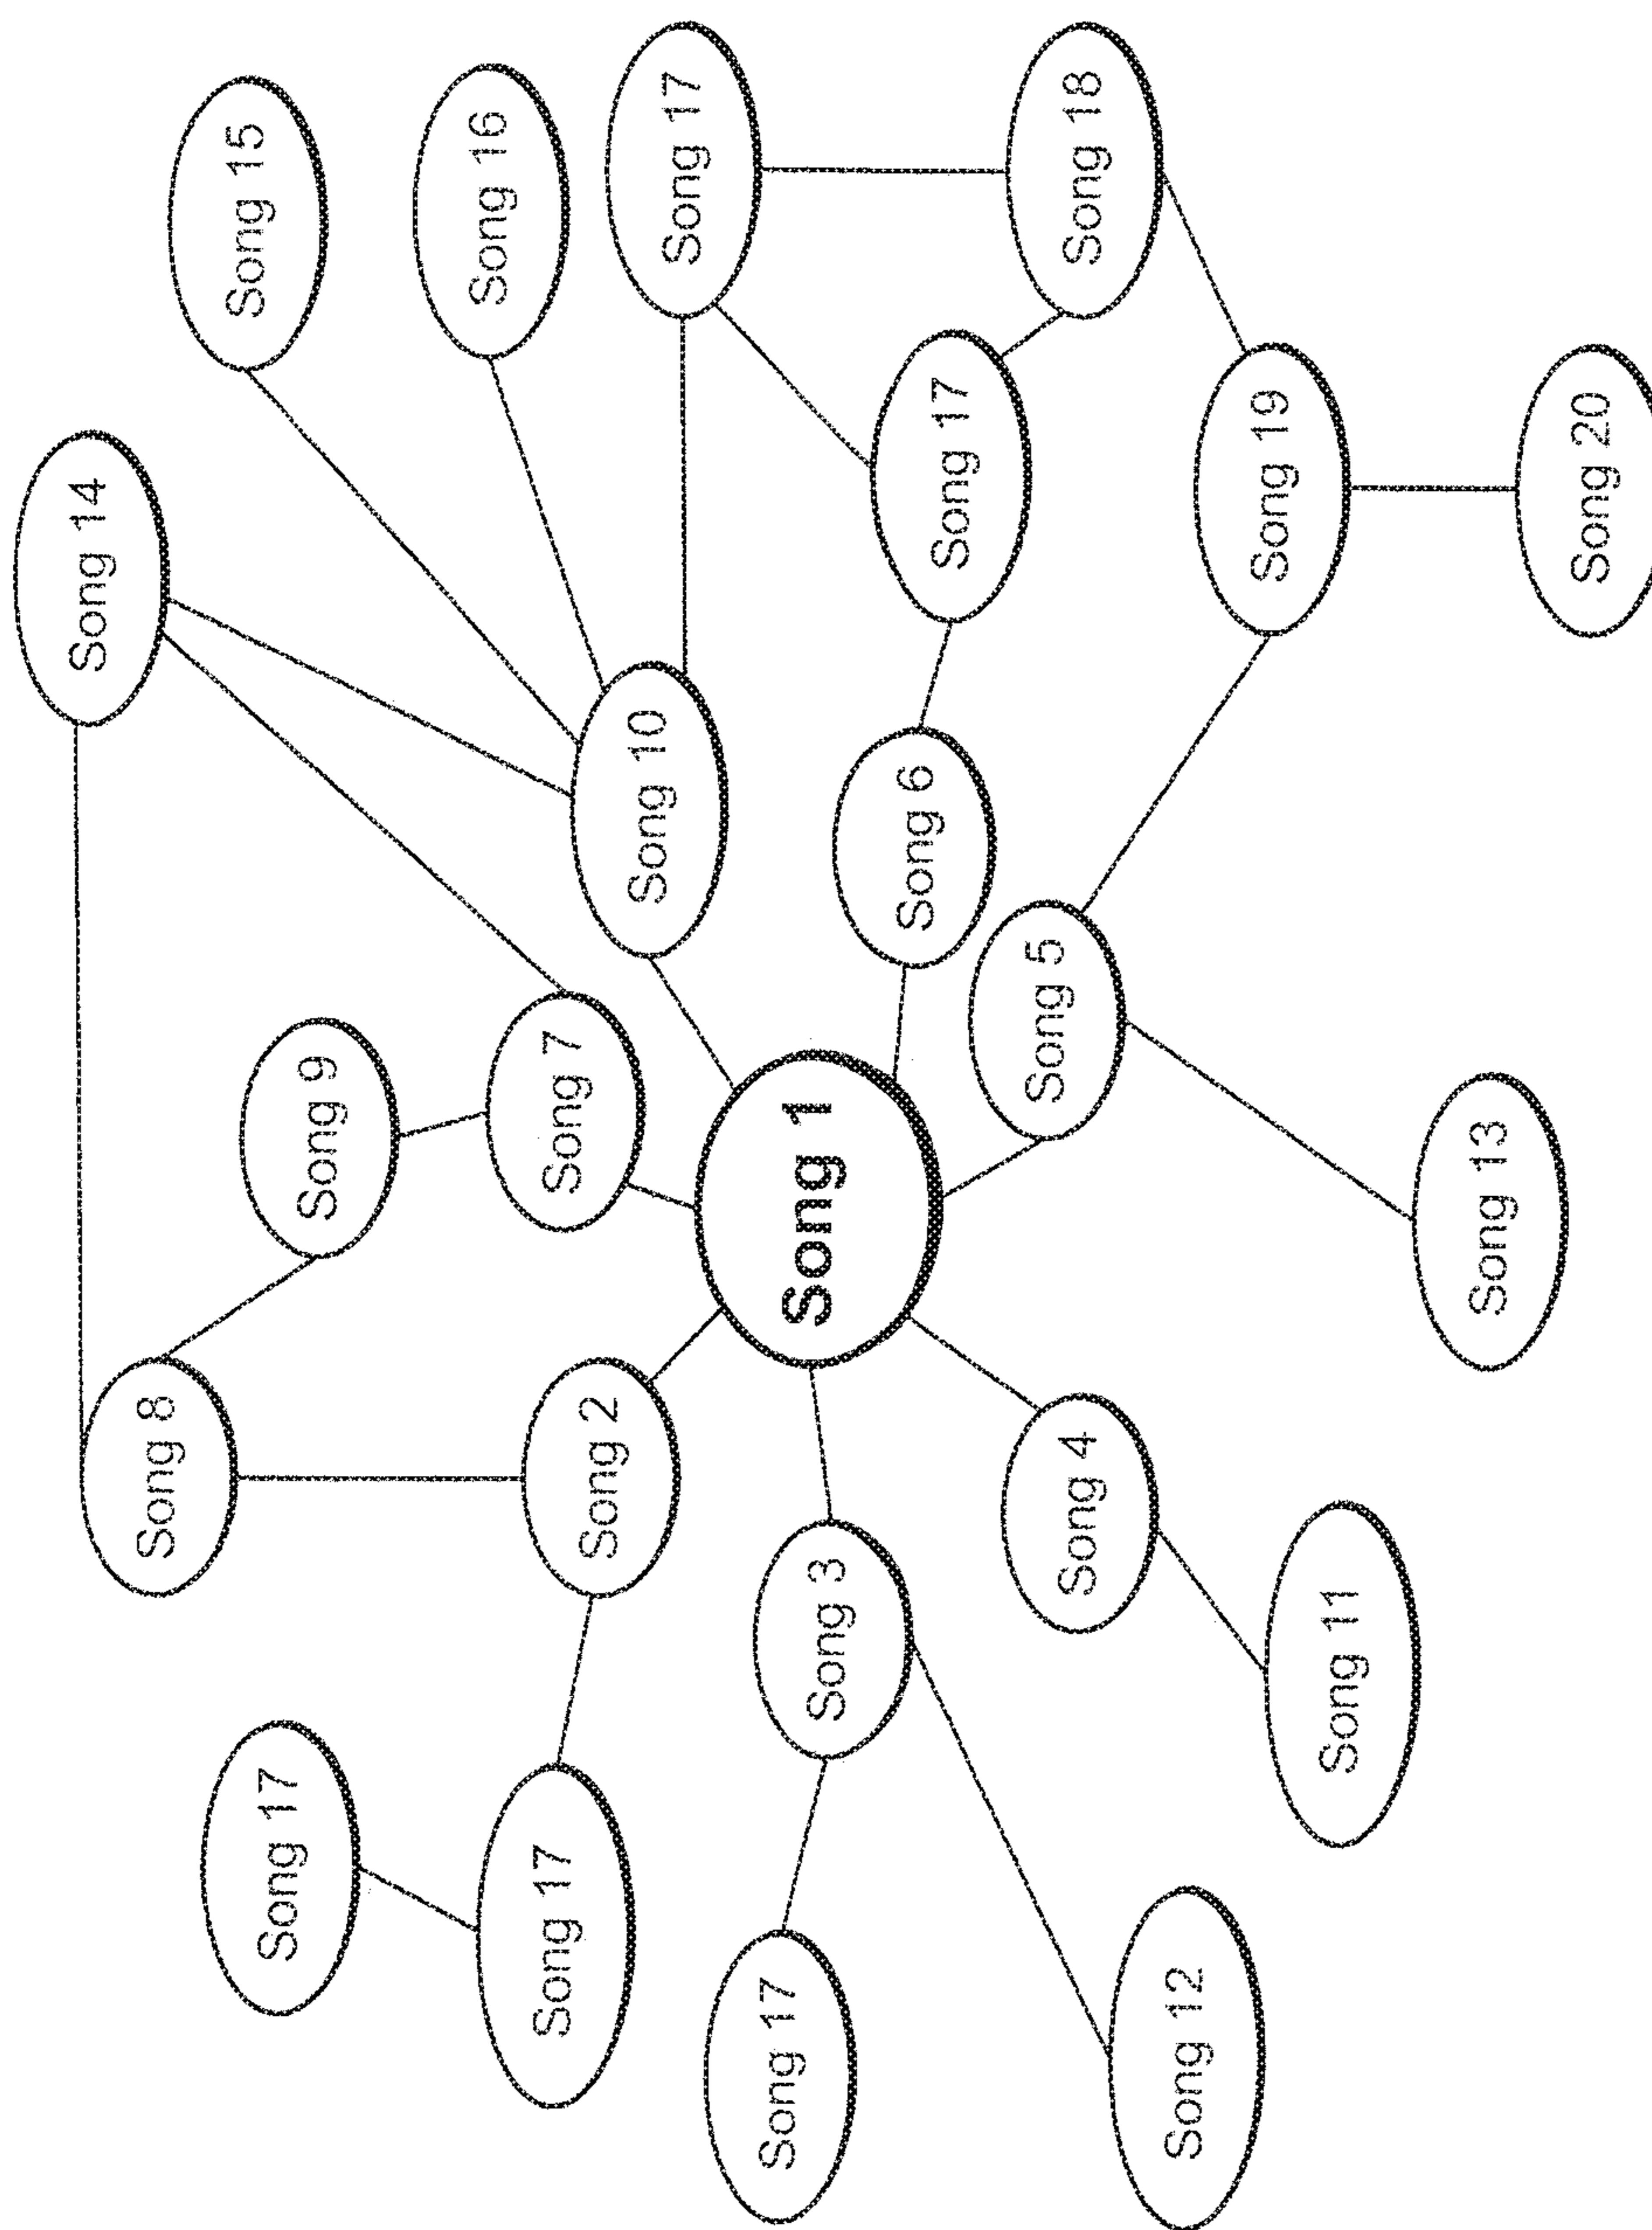 Song 14
Song 8
Song 15
Song 17
Song 9
Song 16
Song 17
Song 7
Song 2
Song 10
Song 17
Song 17
Song 3
Song 1
Song 6
Song 17
Song 4
Song 5
Song 18
Song 12
Song 19
Song 11
Song 13
Song 20